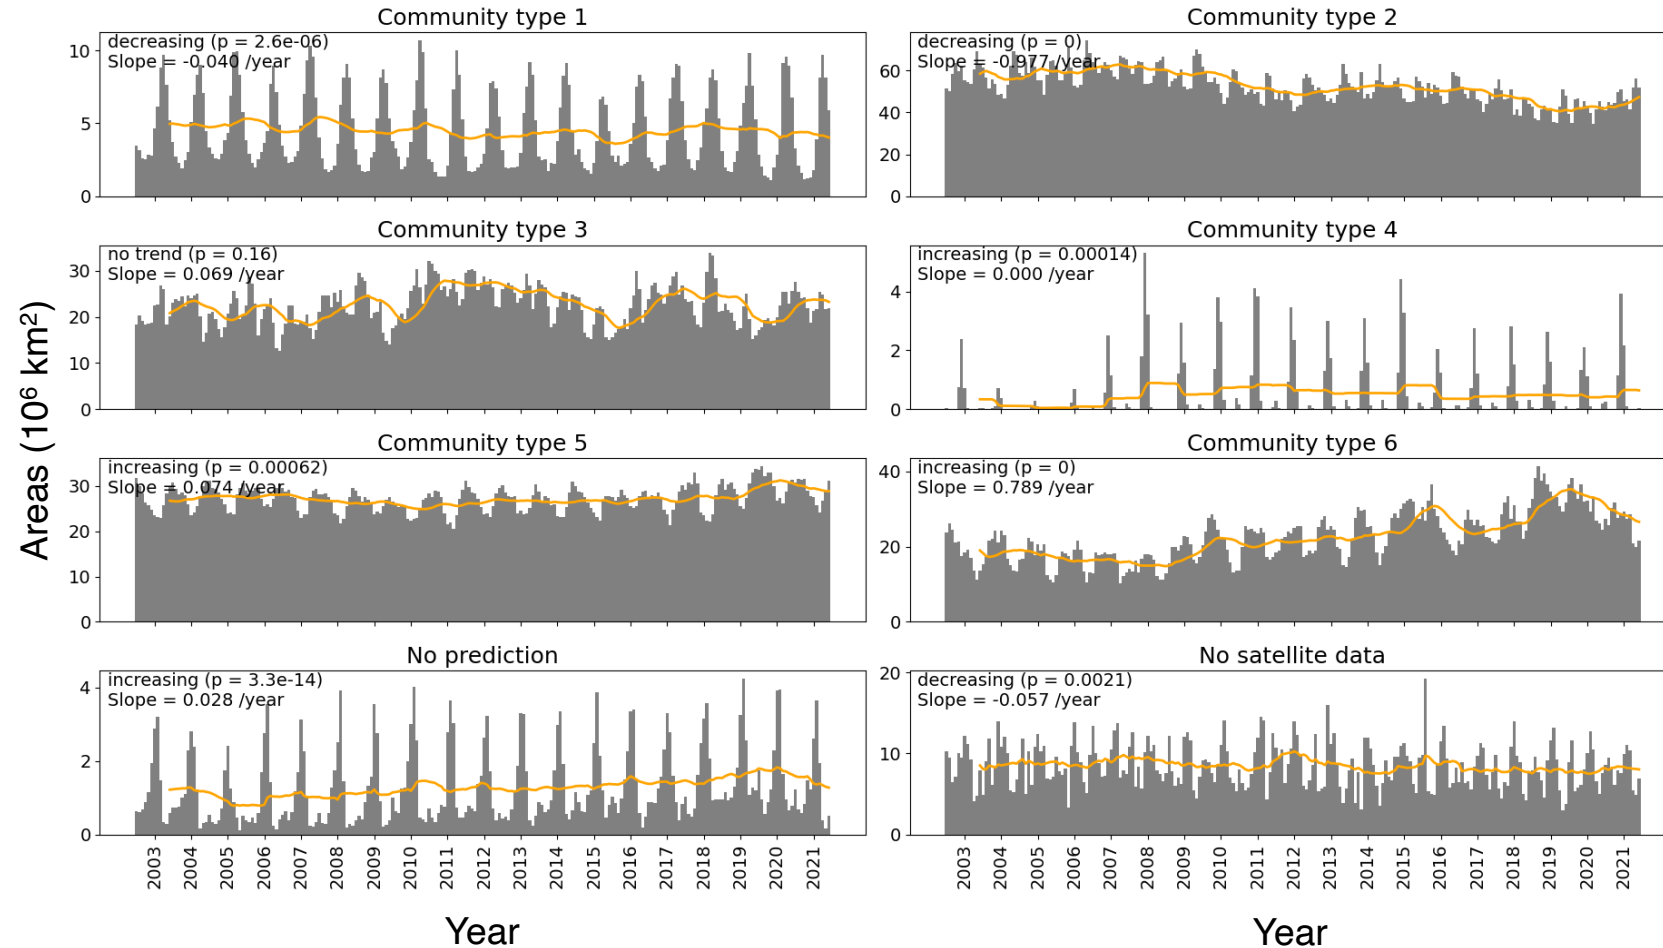 Areas (10⁶ km²)
Community type 1
decreasing (p = 2.6e-06)
Slope = -0.040 /year
10
5
0
Community type 2
decreasing (p = 0)
Slope = -0.977 /year
60
40
20
0
Community type 3
no trend (p = 0.16)
Slope = 0.069 /year
30
20
10
0
Community type 4
increasing (p = 0.00014)
Slope = 0.000 /year
4
2
0
Community type 5
increasing (p = 0.00062)
Slope = 0.074 /year
30
20
10
0
Community type 6
increasing (p = 0)
Slope = 0.789 /year
40
20
0
No prediction
increasing (p = 3.3e-14)
Slope = 0.028 /year
4
2
0
2003 2004 2005 2006 2007 2008 2009 2010 2011 2012 2013 2014 2015 2016 2017 2018 2019 2020 2021
Year
No satellite data
decreasing (p = 0.0021)
Slope = -0.057 /year
20
10
0
2003 2004 2005 2006 2007 2008 2009 2010 2011 2012 2013 2014 2015 2016 2017 2018 2019 2020 2021
Year